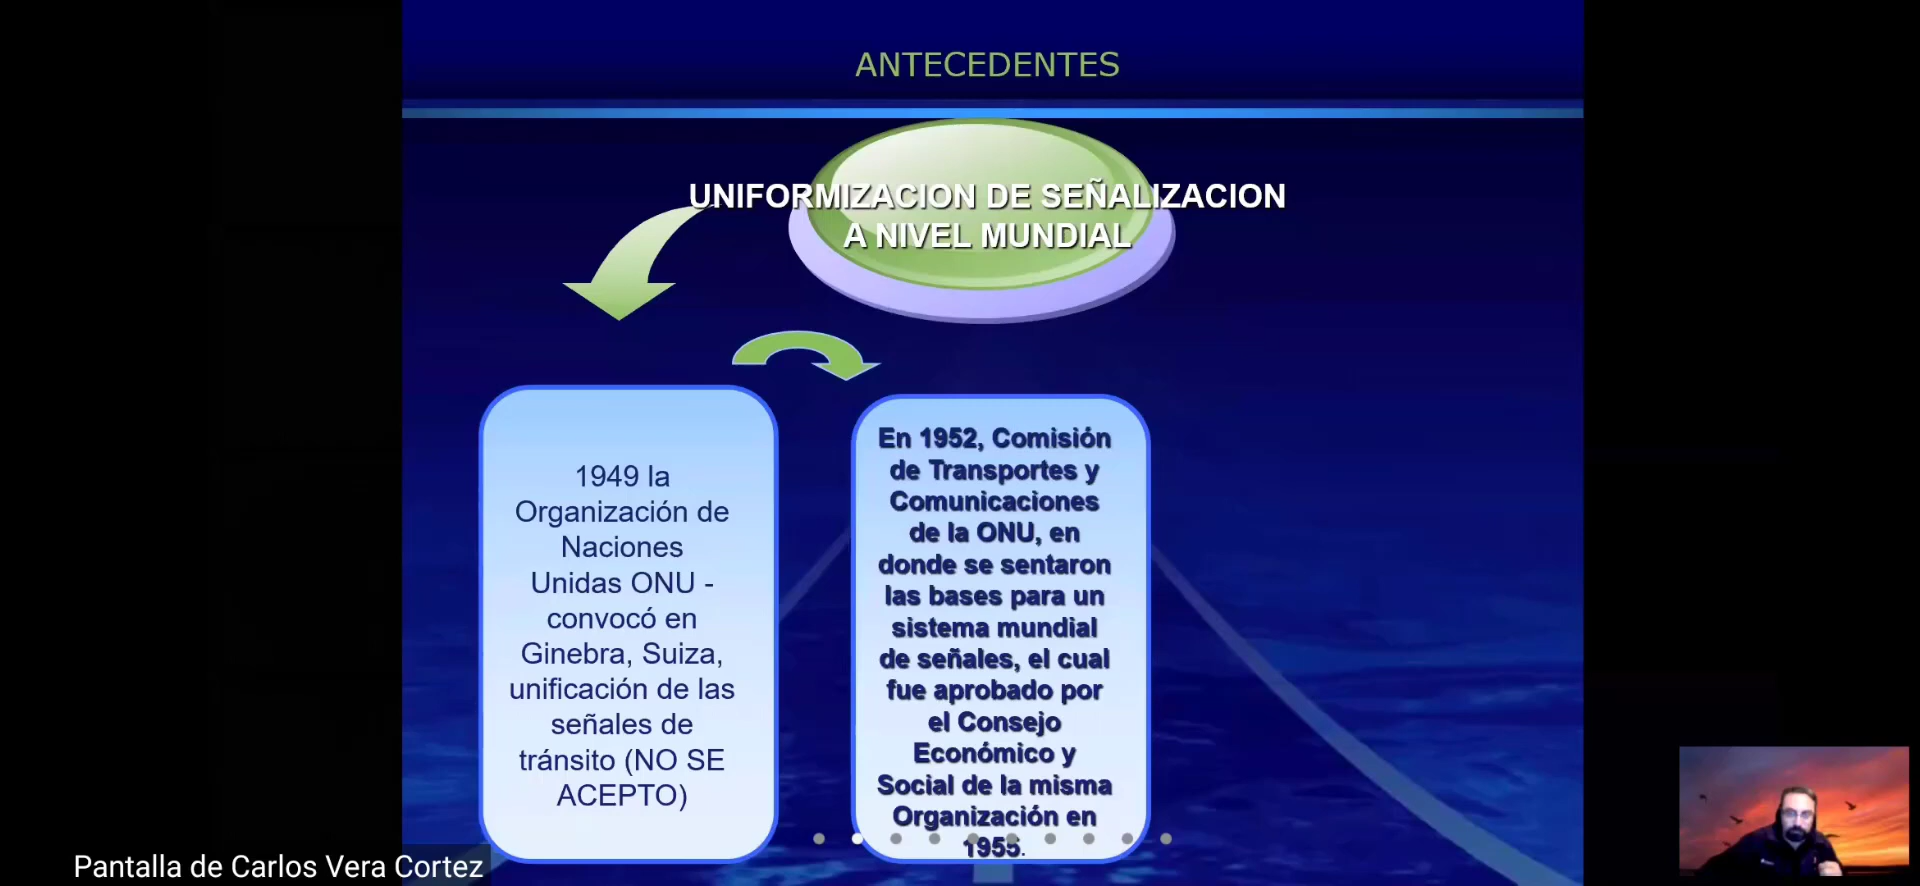 ANTECEDENTES
UNIFORMIZACION DE SEÑALIZACION
A NIVEL MUNDIAL
1949 la
Organización de
Naciones
Unidas ONU -
convocó en
Ginebra, Suiza,
unificación de las
señales de
tránsito (NO SE
ACEPTO)
En 1952, Comisión
de Transportes y
Comunicaciones
de la ONU, en
donde se sentaron
las bases para un
sistema mundial
de señales, el cual
fue aprobado por
el Consejo
Económico y
Social de la misma
Organización en
1955.
Pantalla de Carlos Vera Cortez